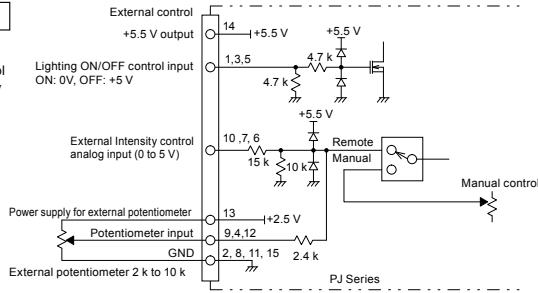 External control
+5.5 V output
14
+5.5 V
+5.5 V
Lighting ON/OFF control input
ON: 0V, OFF: +5 V
1,3,5
4.7 k
4.7 k
+5.5 V
External Intensity control
analog input (0 to 5 V)
10 ,7, 6
15 k
10 k
Remote
Manual
Manual control
Power supply for external potentiometer
13
+2.5 V
Potentiometer input
9,4,12
2.4 k
GND
2, 8, 11, 15
External potentiometer 2 k to 10 k
PJ Series